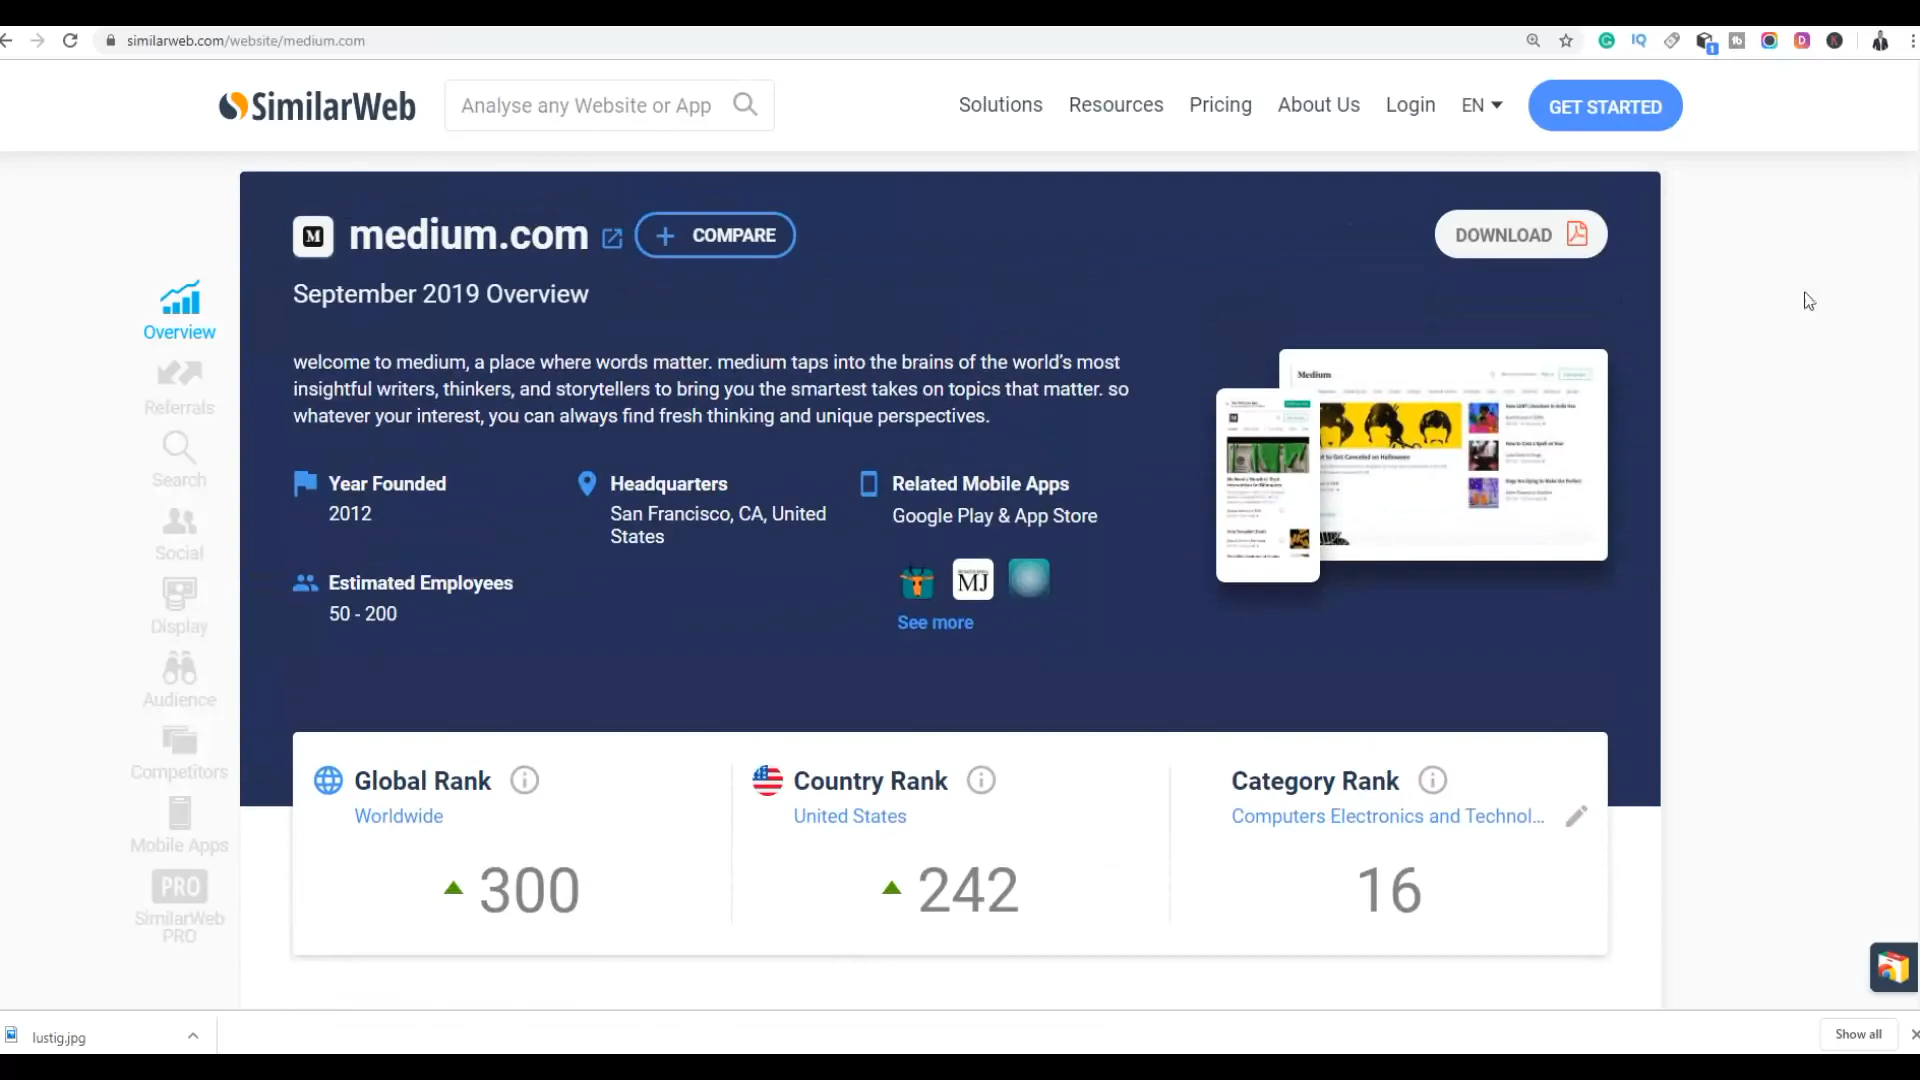 similarweb.com/website/medium.com
SimilarWeb
Analyse any Website or App
Solutions
Resources
Pricing
About Us
Login
EN
GET STARTED
M
medium.com
COMPARE
DOWNLOAD
September 2019 Overview
welcome to medium, a place where words matter. medium taps into the brains of the world's most
insightful writers, thinkers, and storytellers to bring you the smartest takes on topics that matter. so
whatever your interest, you can always find fresh thinking and unique perspectives.
Medium
Overview
Referrals
Search
Social
Display
Audience
Competitors
Mobile Apps
PRO
SimilarWeb
PRO
Year Founded
2012
Headquarters
San Francisco, CA, United
States
Related Mobile Apps
Google Play & App Store
MJ
See more
Estimated Employees
50 - 200
Global Rank
Worldwide
300
Country Rank
United States
242
Category Rank
Computers Electronics and Technol...
16
lustig.jpg
Show all